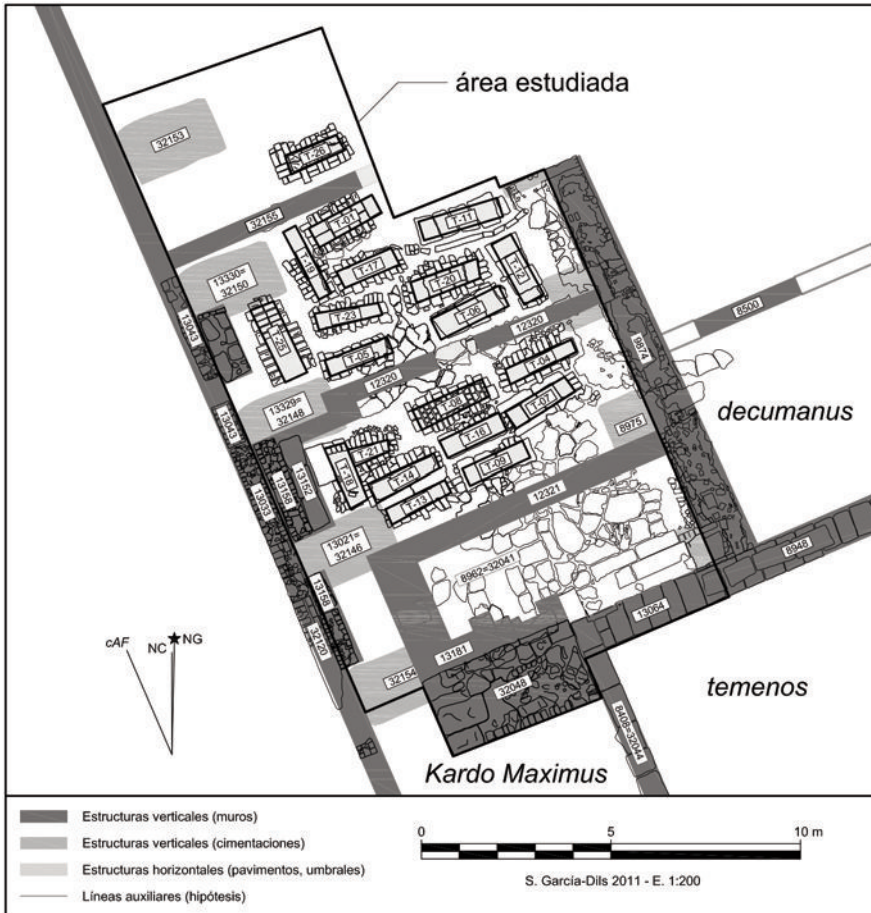 área estudiada
32153
T-26
32155
T-01
T-11
T-19
T-17
T-20
T-12
13330=
32150
13043
T-23
T-06
T-25
T-05
12320
8500
9874
12320
T-04
13329=
32148
13043
T-08
T-07
decumanus
8975
T-16
T-21
T-18
T-09
T-14
T-13
13152
13158
13033
12321
13021=
32146
8962=32041
8948
13158
13064
32120
cAF
NC
NG
13181
32154
32048
temenos
8408=32044
Kardo Maximus
Estructuras verticales (muros)
Estructuras verticales (cimentaciones)
Estructuras horizontales (pavimentos, umbrales)
Líneas auxiliares (hipótesis)
0 5 10 m
S. García-Dils 2011 - E. 1:200